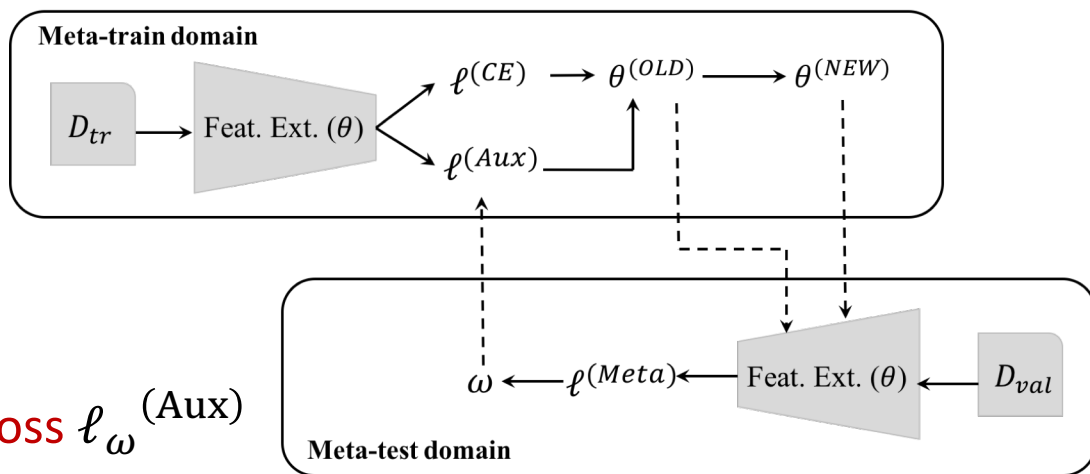 Meta-train domain
D_tr
Feat. Ext. (θ)
ℓ^(CE)
θ^(OLD)
θ^(NEW)
ℓ^(Aux)
ω
ℓ^(Meta)
Feat. Ext. (θ)
D_val
oss ℓ_ω^(Aux)
Meta-test domain